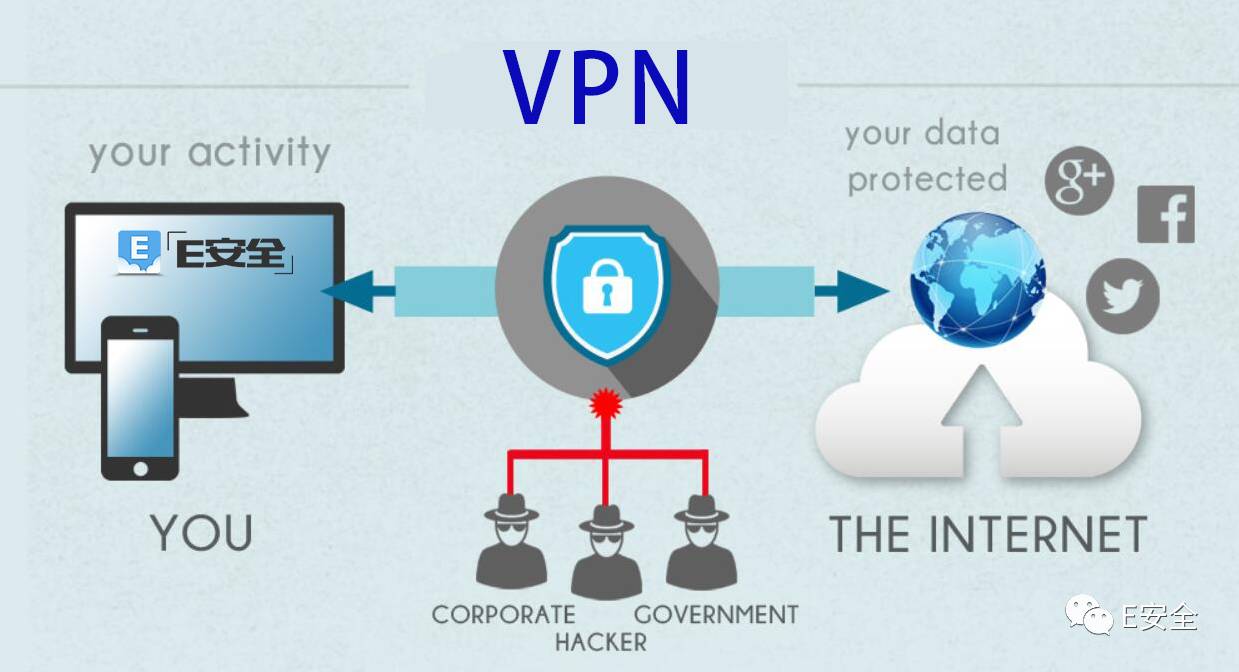 VPN
your activity
your data
protected
g+
f
E
「E安全」
YOU
THE INTERNET
CORPORATE
GOVERNMENT
HACKER
E安全